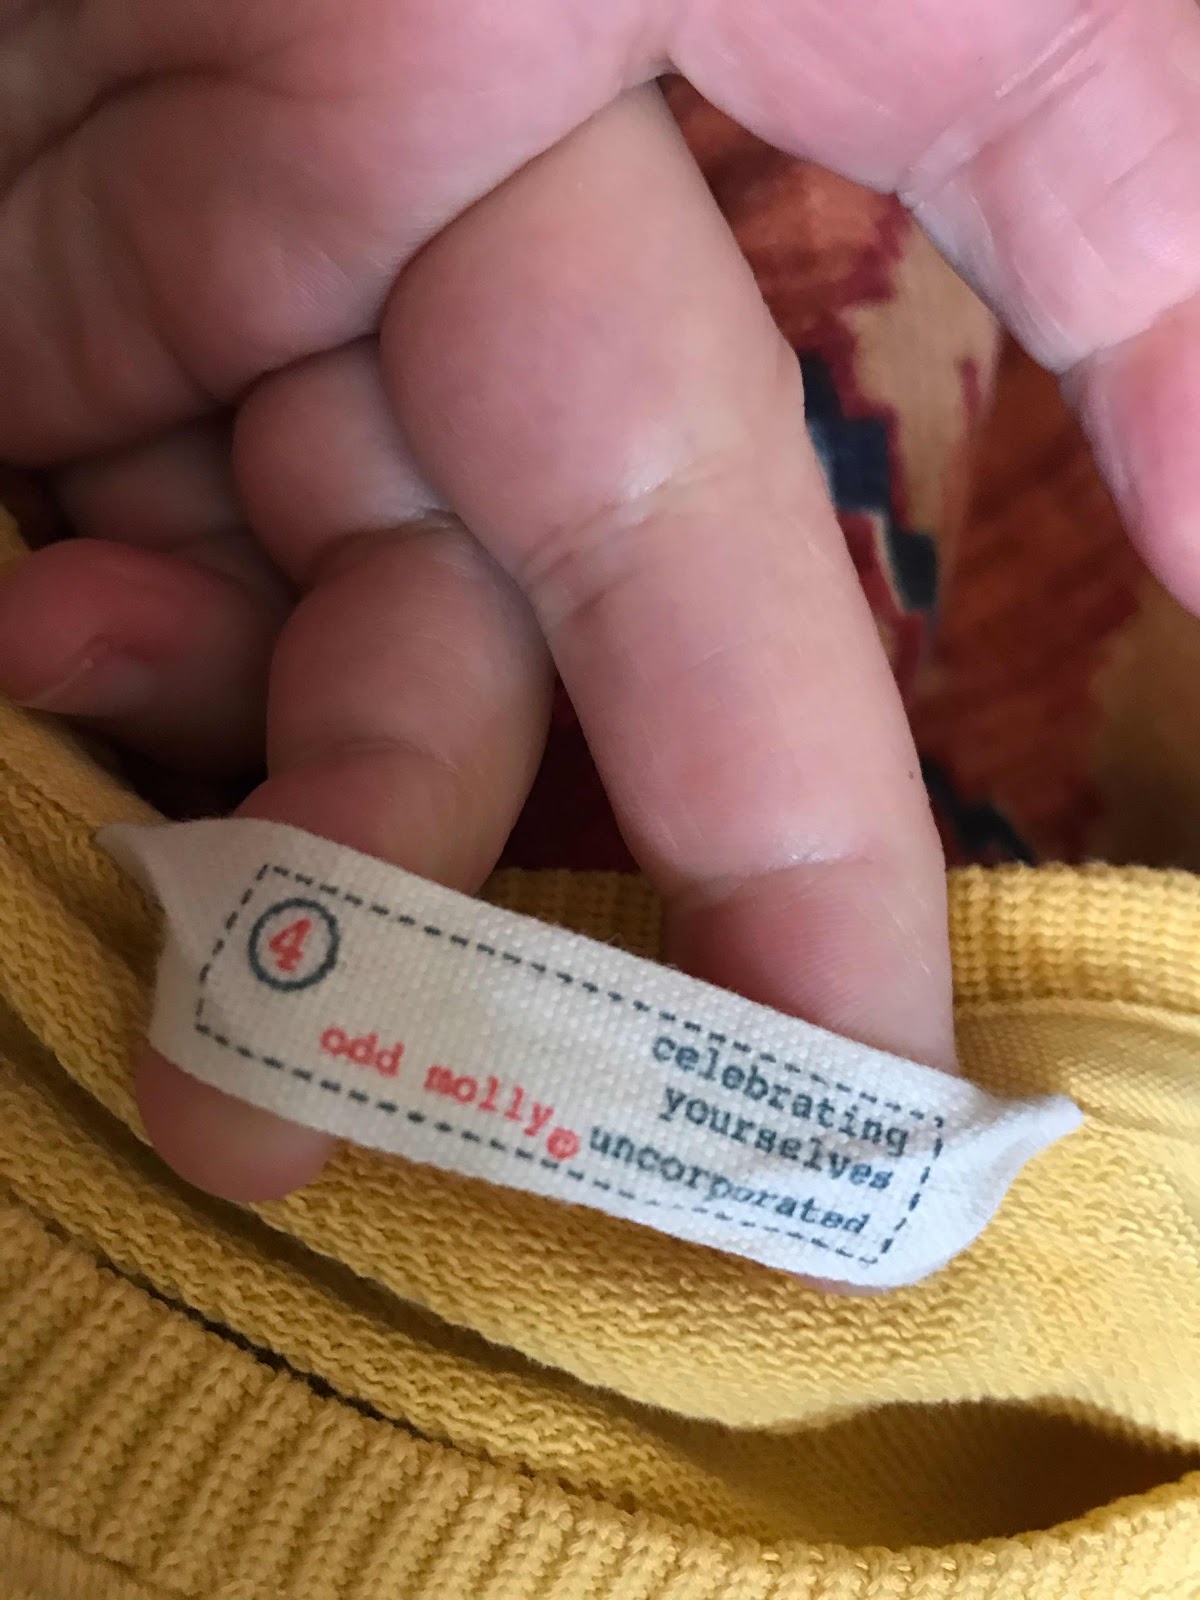 4
odd molly®
celebrating
yourselves
uncorporated